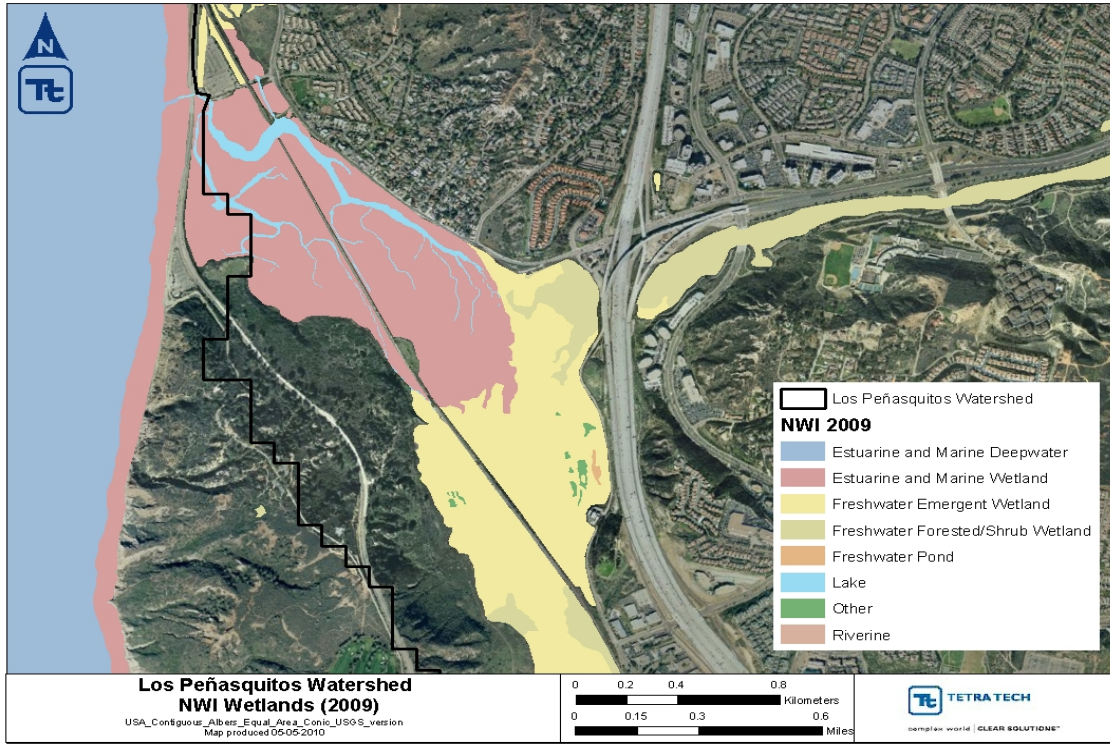 N
Tt
Los Peñasquitos Watershed
NWI 2009
Estuarine and Marine Deepwater
Estuarine and Marine Wetland
Freshwater Emergent Wetland
Freshwater Forested/Shrub Wetland
Freshwater Pond
Lake
Other
Riverine
Los Peñasquitos Watershed
NWI Wetlands (2009)
USA_Contiguous_Albers_Equal_Area_Conic_USGS_version
Map produced 05-05-2010
0 0.2 0.4 0.8
Kilometers
0 0.15 0.3 0.6
Miles
Tt TETRA TECH
complex world | CLEAR SOLUTIONS™